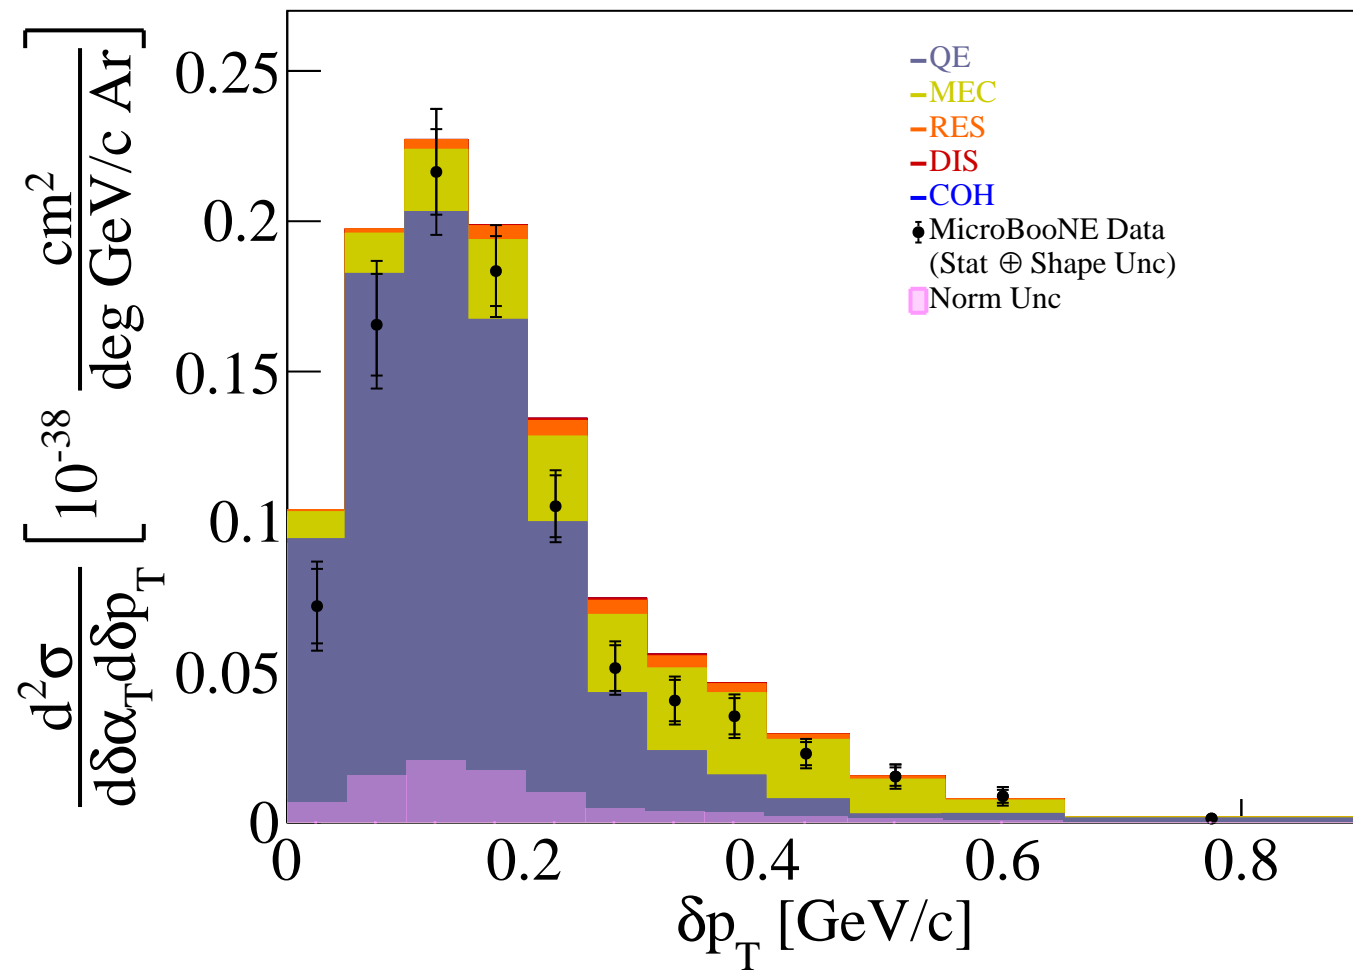 d²σ / dδα_T dδp_T [10⁻³⁸ cm² / deg GeV/c Ar]
0.25
0.2
0.15
0.1
0.05
0
QE
MEC
RES
DIS
COH
MicroBooNE Data
(Stat ⊕ Shape Unc)
Norm Unc
0 0.2 0.4 0.6 0.8
δp_T [GeV/c]